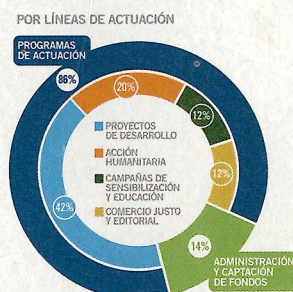 POR LÍNEAS DE ACTUACIÓN
PROGRAMAS
DE ACTUACIÓN
86%
20%
12%
12%
42%
14%
PROYECTOS
DE DESARROLLO
ACCIÓN
HUMANITARIA
CAMPAÑAS DE
SENSIBILIZACIÓN
Y EDUCACIÓN
COMERCIO JUSTO
Y EDITORIAL
ADMINISTRACIÓN
Y CAPTACIÓN
DE FONDOS